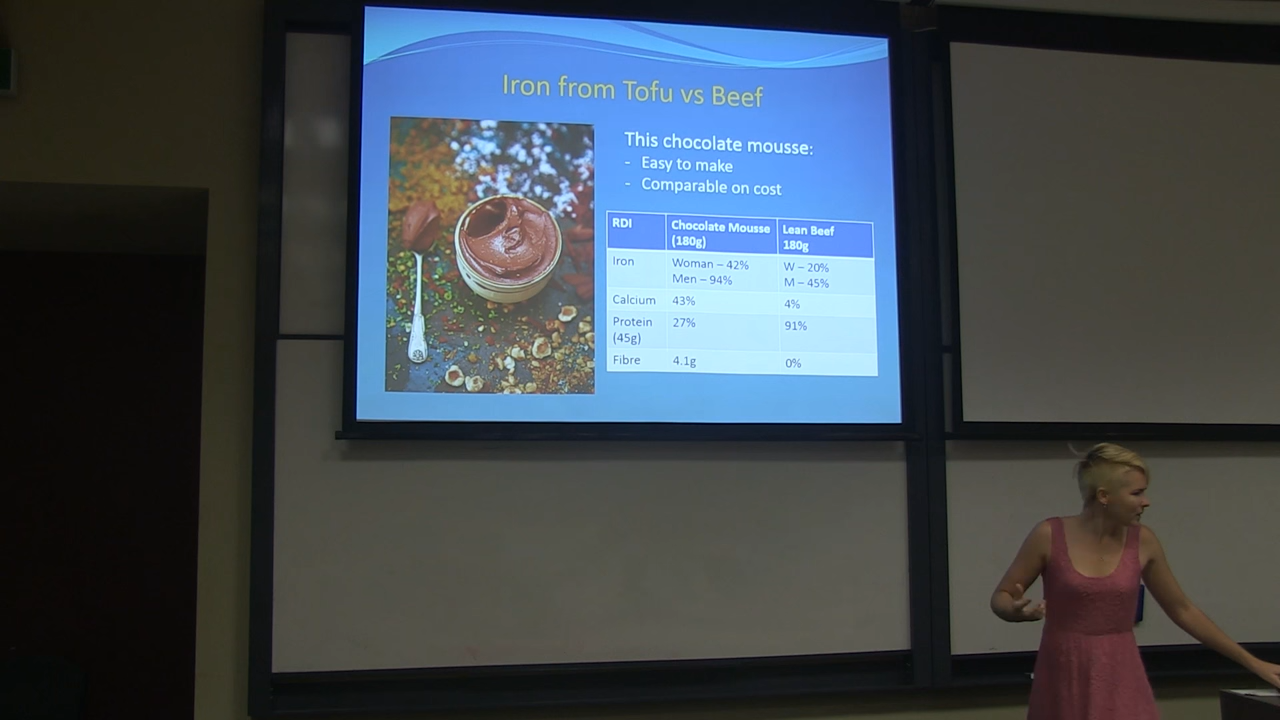 Iron from Tofu vs Beef
This chocolate mousse:
- Easy to make
- Comparable on cost
RDI
Chocolate Mousse
(180g)
Lean Beef
180g
Iron
Woman – 42%
Men – 94%
W – 20%
M – 45%
Calcium
43%
4%
Protein
(45g)
27%
91%
Fibre
4.1g
0%